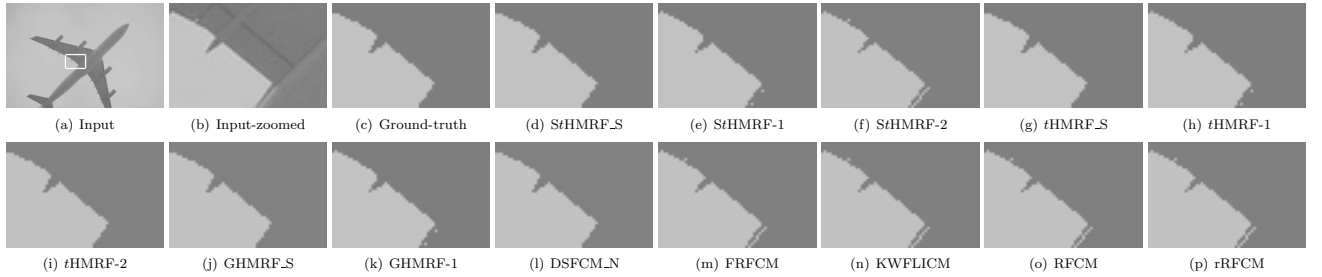 (a) Input
(b) Input-zoomed
(c) Ground-truth
(d) StHMRF_S
(e) StHMRF-1
(f) StHMRF-2
(g) tHMRF_S
(h) tHMRF-1
(i) tHMRF-2
(j) GHMRF_S
(k) GHMRF-1
(l) DSFCM_N
(m) FRFCM
(n) KWFLICM
(o) RFCM
(p) rRFCM